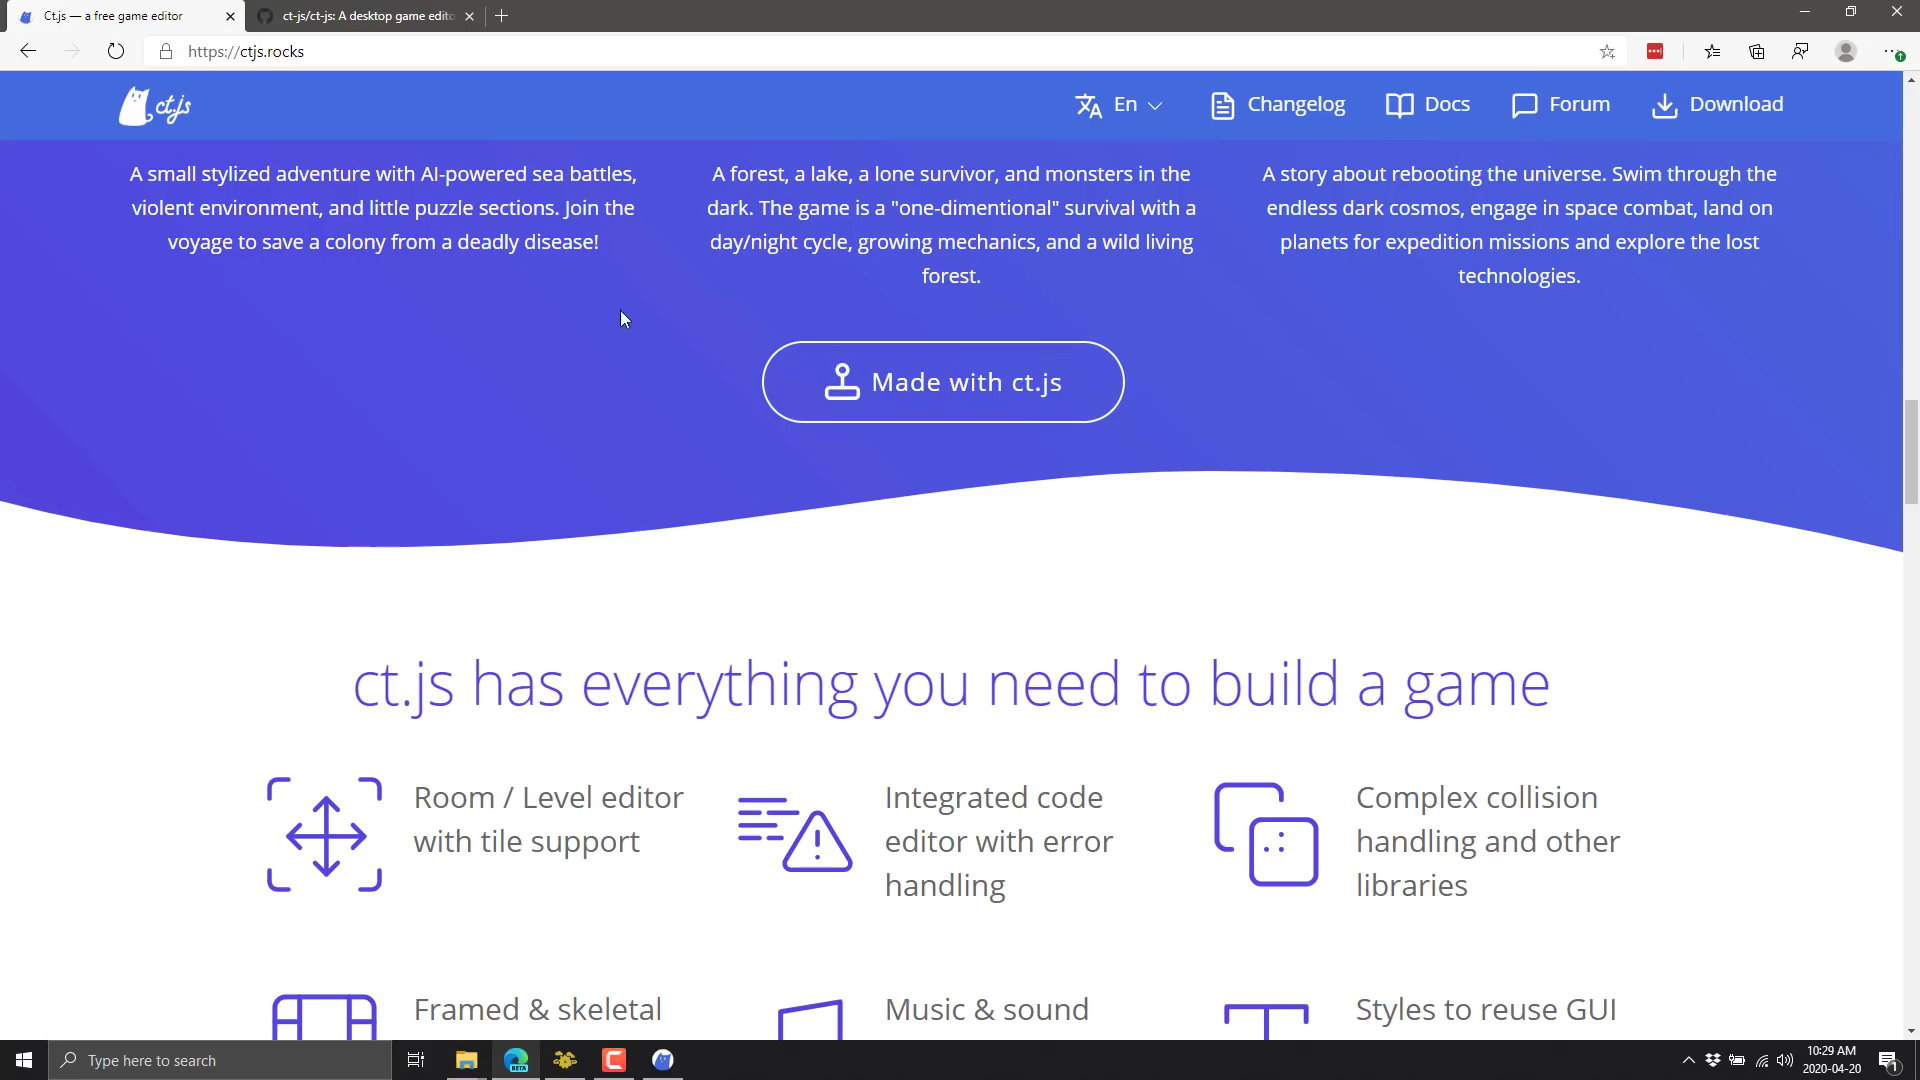 Ct.js — a free game editor
ct-js/ct-js: A desktop game edito
https://ctjs.rocks
ct.js
En
Changelog
Docs
Forum
Download
A small stylized adventure with AI-powered sea battles,
violent environment, and little puzzle sections. Join the
voyage to save a colony from a deadly disease!
A forest, a lake, a lone survivor, and monsters in the
dark. The game is a "one-dimentional" survival with a
day/night cycle, growing mechanics, and a wild living
forest.
A story about rebooting the universe. Swim through the
endless dark cosmos, engage in space combat, land on
planets for expedition missions and explore the lost
technologies.
Made with ct.js
ct.js has everything you need to build a game
Room / Level editor
with tile support
Integrated code
editor with error
handling
Complex collision
handling and other
libraries
Framed & skeletal
Music & sound
Styles to reuse GUI
Type here to search
BETA
10:29 AM
2020-04-20
1